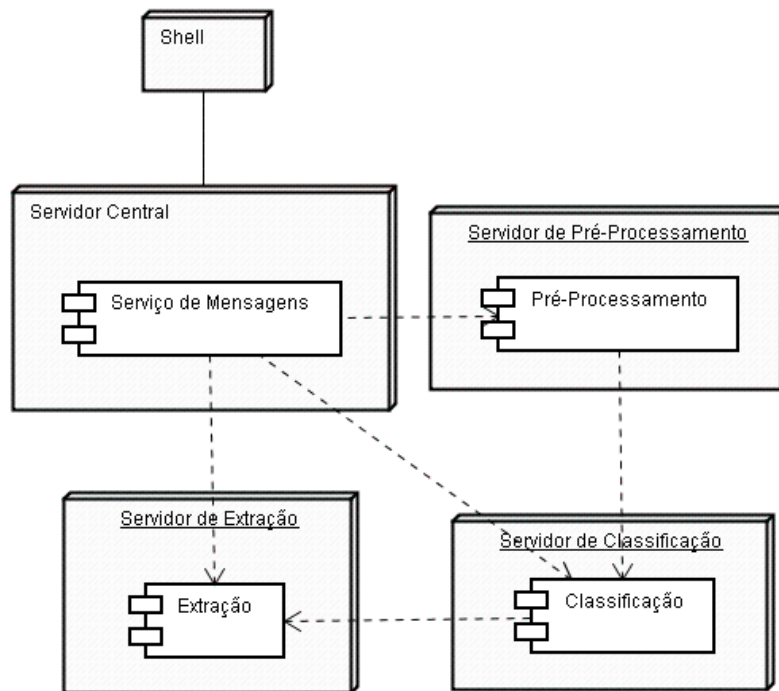 Shell
Servidor Central
Serviço de Mensagens
Servidor de Pré-Processamento
Pré-Processamento
Servidor de Extração
Extração
Servidor de Classificação
Classificação